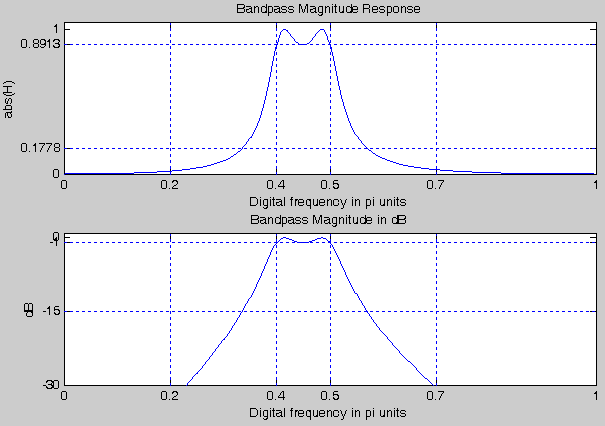 Bandpass Magnitude Response
1
0.8913
abs(H)
0.1778
0
0 0.2 0.4 0.5 0.7 1
Digital frequency in pi units
Bandpass Magnitude in dB
0
-1
dB
-15
-30
0 0.2 0.4 0.5 0.7 1
Digital frequency in pi units